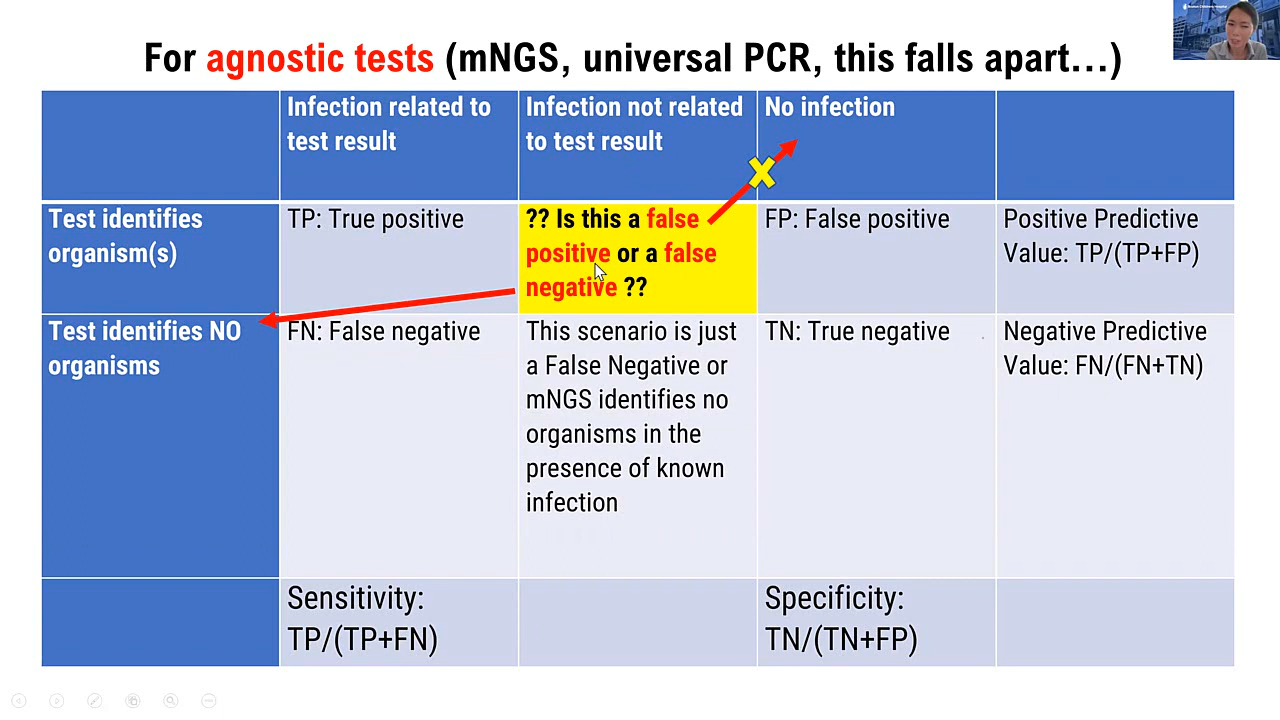 For agnostic tests (mNGS, universal PCR, this falls apart...)
Infection related to
test result
Infection not related
to test result
No infection
Test identifies
organism(s)
TP: True positive
?? Is this a false
positive or a false
negative ??
FP: False positive
Positive Predictive
Value: TP/(TP+FP)
Test identifies NO
organisms
FN: False negative
This scenario is just
a False Negative or
mNGS identifies no
organisms in the
presence of known
infection
TN: True negative
Negative Predictive
Value: FN/(FN+TN)
Sensitivity:
TP/(TP+FN)
Specificity:
TN/(TN+FP)
Boston Children's Hospital